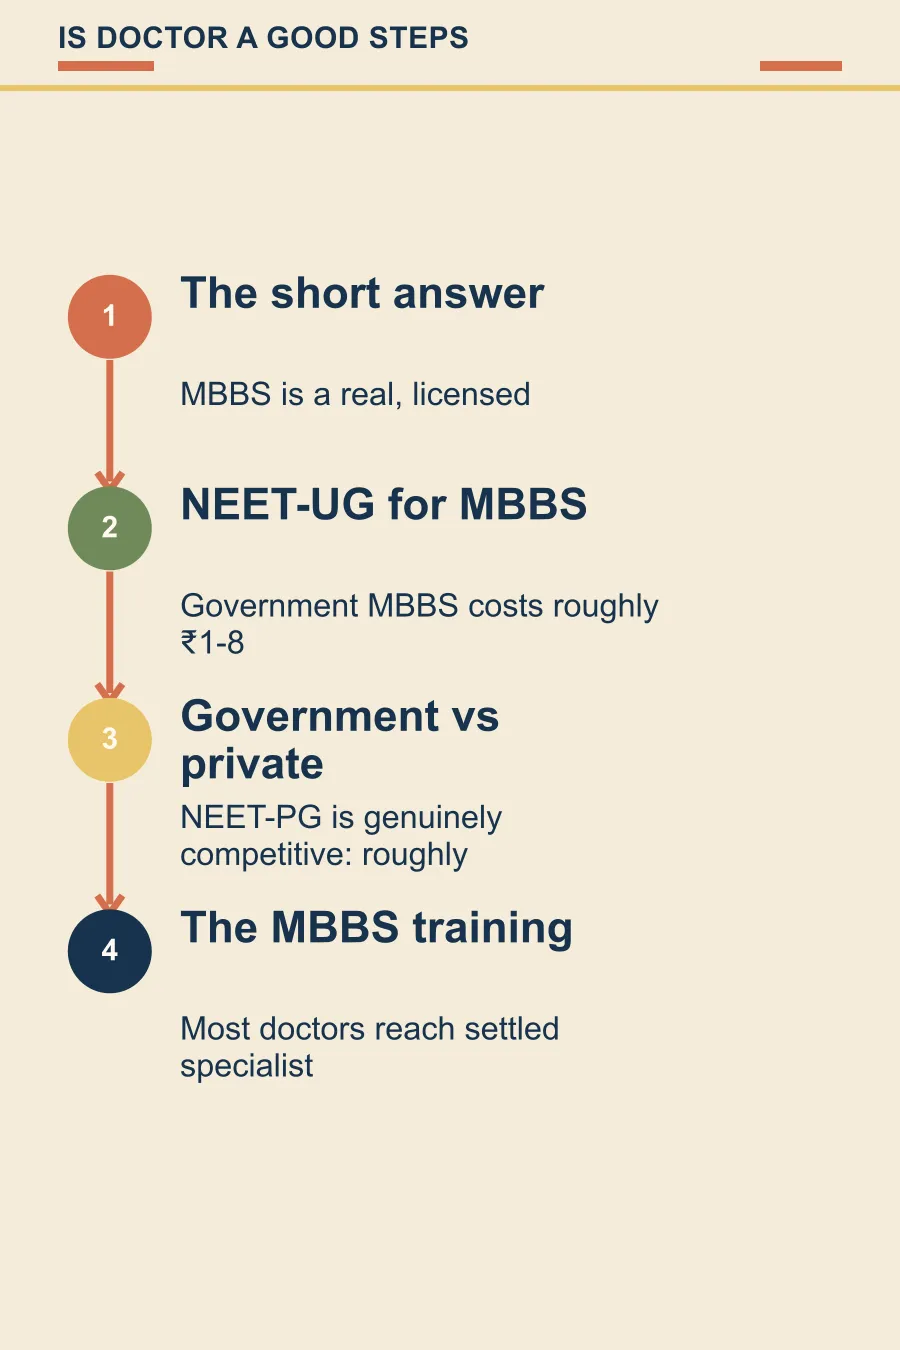 IS DOCTOR A GOOD STEPS
1
The short answer
MBBS is a real, licensed
2
NEET-UG for MBBS
Government MBBS costs roughly
₹1-8
3
Government vs
private
NEET-PG is genuinely
competitive: roughly
4
The MBBS training
Most doctors reach settled
specialist